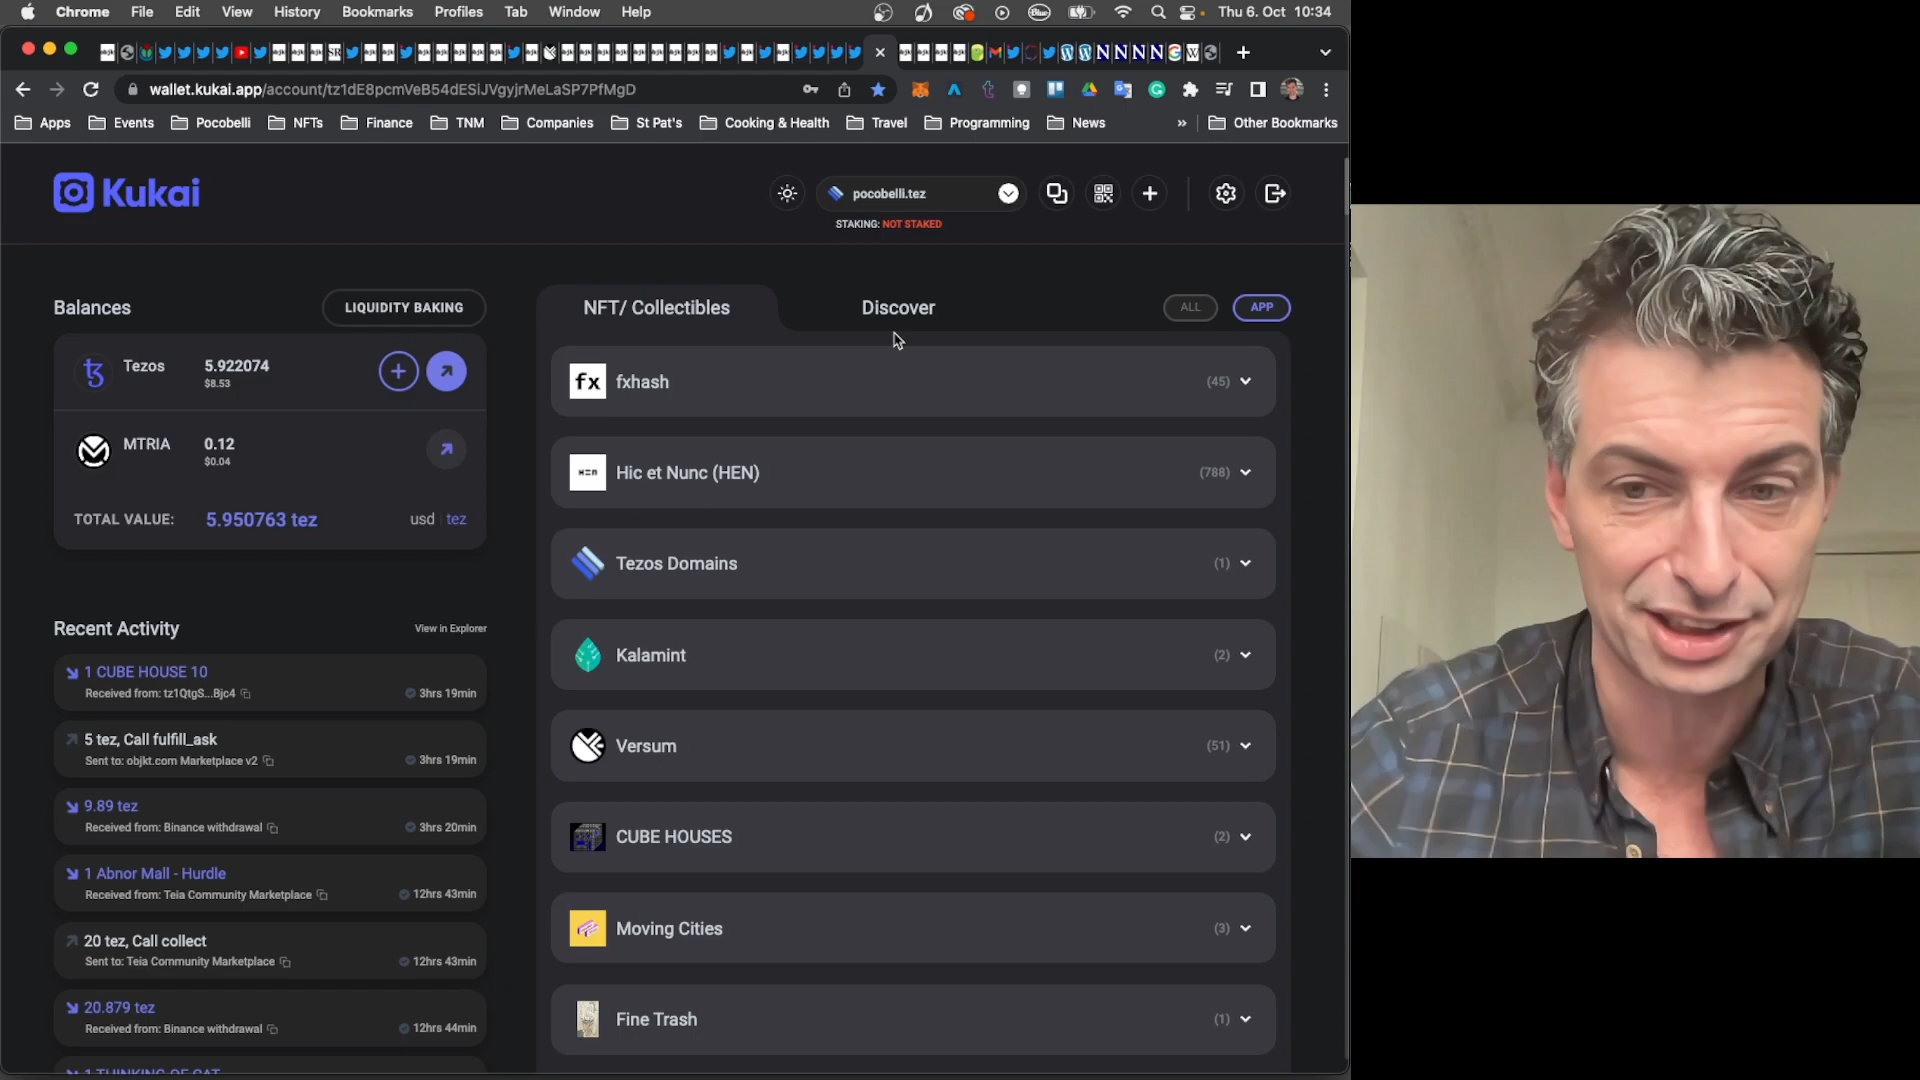 Chrome File Edit View History Bookmarks Profiles Tab Window Help Thu 6. Oct 10:34
wallet.kukai.app/account/tz1dE8pcmVeB54dESiJVgyjrMeLaSP7PfMgD
Apps Events Pocobelli NFTs Finance TNM Companies St Pat's Cooking & Health Travel Programming News » Other Bookmarks
Kukai
pocobelli.tez
STAKING: NOT STAKED
Balances
LIQUIDITY BAKING
Tezos 5.922074
$8.53
MTRIA 0.12
$0.04
TOTAL VALUE: 5.950763 tez usd tez
Recent Activity View in Explorer
1 CUBE HOUSE 10
Received from: tz1QtgS...Bjc4 3hrs 19min
5 tez, Call fulfill_ask
Sent to: objkt.com Marketplace v2 3hrs 19min
9.89 tez
Received from: Binance withdrawal 3hrs 20min
1 Abnor Mall - Hurdle
Received from: Teia Community Marketplace 12hrs 43min
20 tez, Call collect
Sent to: Teia Community Marketplace 12hrs 43min
20.879 tez
Received from: Binance withdrawal 12hrs 44min
1 THINKING OF CAT
NFT/ Collectibles Discover ALL APP
fx fxhash (45)
Hic et Nunc (HEN) (788)
Tezos Domains (1)
Kalamint (2)
Versum (51)
CUBE HOUSES (2)
Moving Cities (3)
Fine Trash (1)